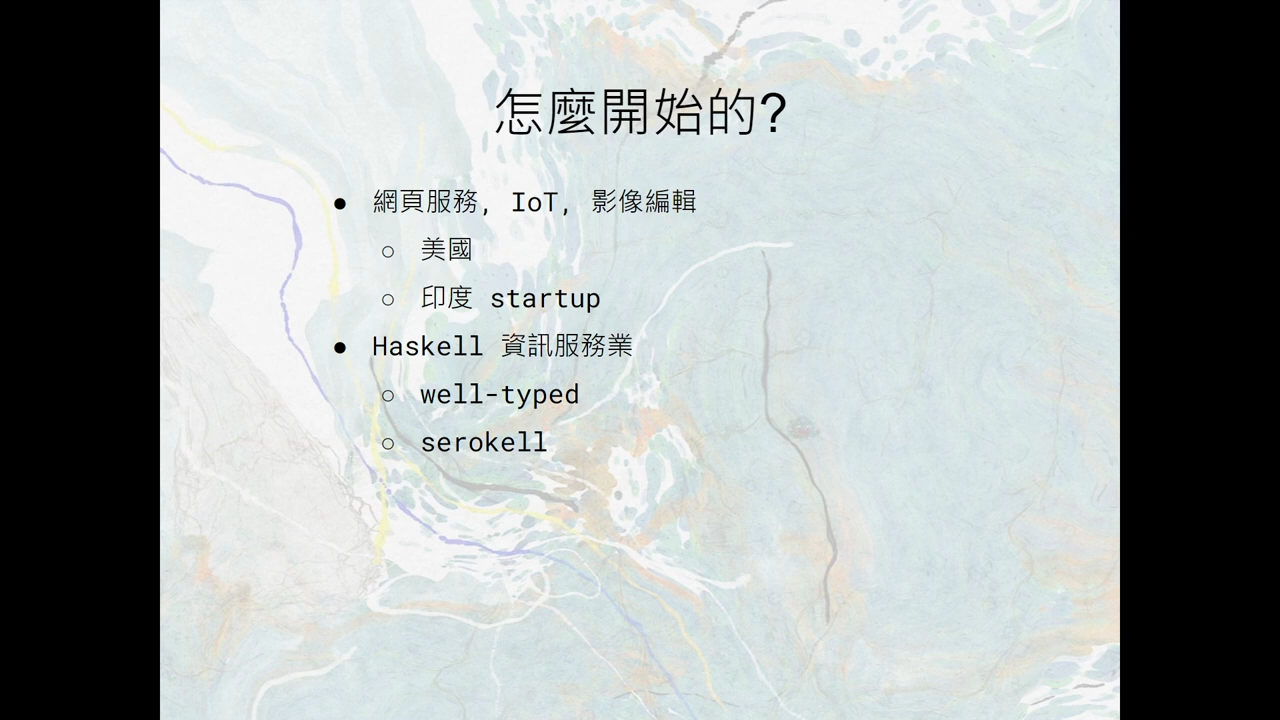 怎麼開始的?
● 網頁服務, IoT, 影像編輯
○ 美國
○ 印度 startup
● Haskell 資訊服務業
○ well-typed
○ serokell